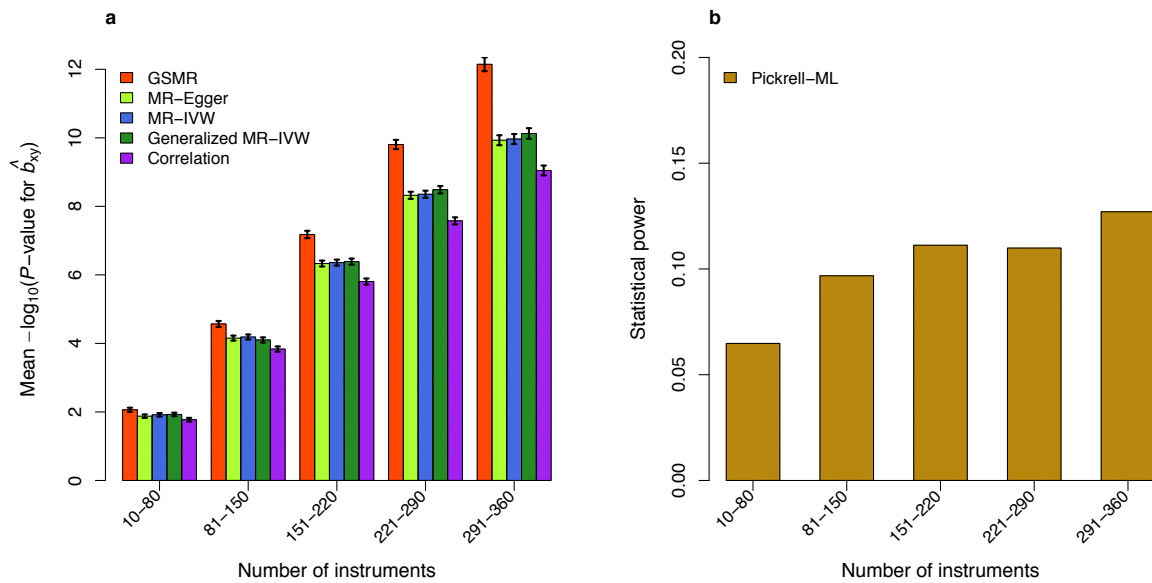 a
Mean −log10(P−value for b̂xy)
0
2
4
6
8
10
12
GSMR
MR−Egger
MR−IVW
Generalized MR−IVW
Correlation
10−80
81−150
151−220
221−290
291−360
Number of instruments
b
Statistical power
0.00
0.05
0.10
0.15
0.20
Pickrell−ML
10−80
81−150
151−220
221−290
291−360
Number of instruments